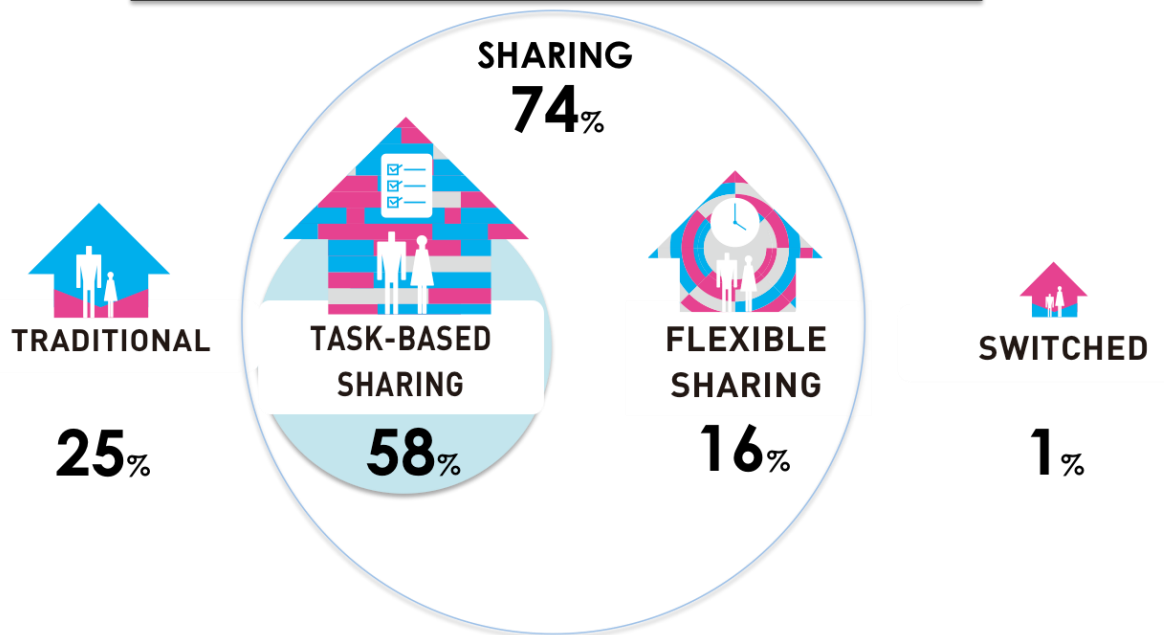 SHARING
74%
TRADITIONAL
25%
TASK-BASED
SHARING
58%
FLEXIBLE
SHARING
16%
SWITCHED
1%